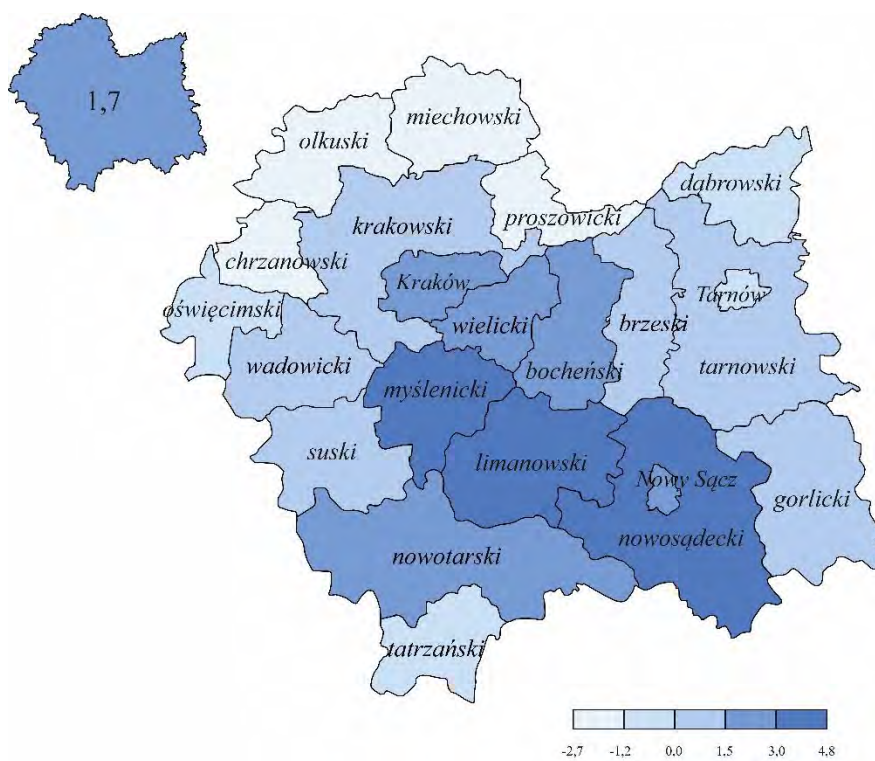 1,7
miechowski
olkuski
dąbrowski
proszowicki
krakowski
chrzanowski
Kraków
oświęcimski
Tarnów
wielicki
brzeski
wadowicki
bocheński
tarnowski
myślenicki
suski
limanowski
Nowy Sącz
gorlicki
nowosądecki
nowotarski
tatrzański
-2,7 -1,2 0,0 1,5 3,0 4,8